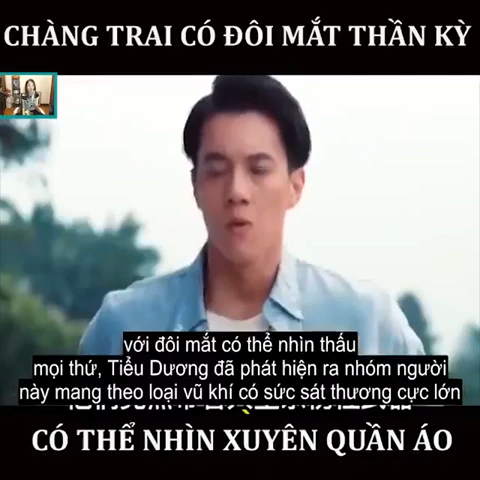 CHÀNG TRAI CÓ ĐÔI MẮT THẦN KỲ
với đôi mắt có thể nhìn thấu
mọi thứ, Tiểu Dương đã phát hiện ra nhóm người
này mang theo loại vũ khí có sức sát thương cực lớn
CÓ THỂ NHÌN XUYÊN QUẦN ÁO